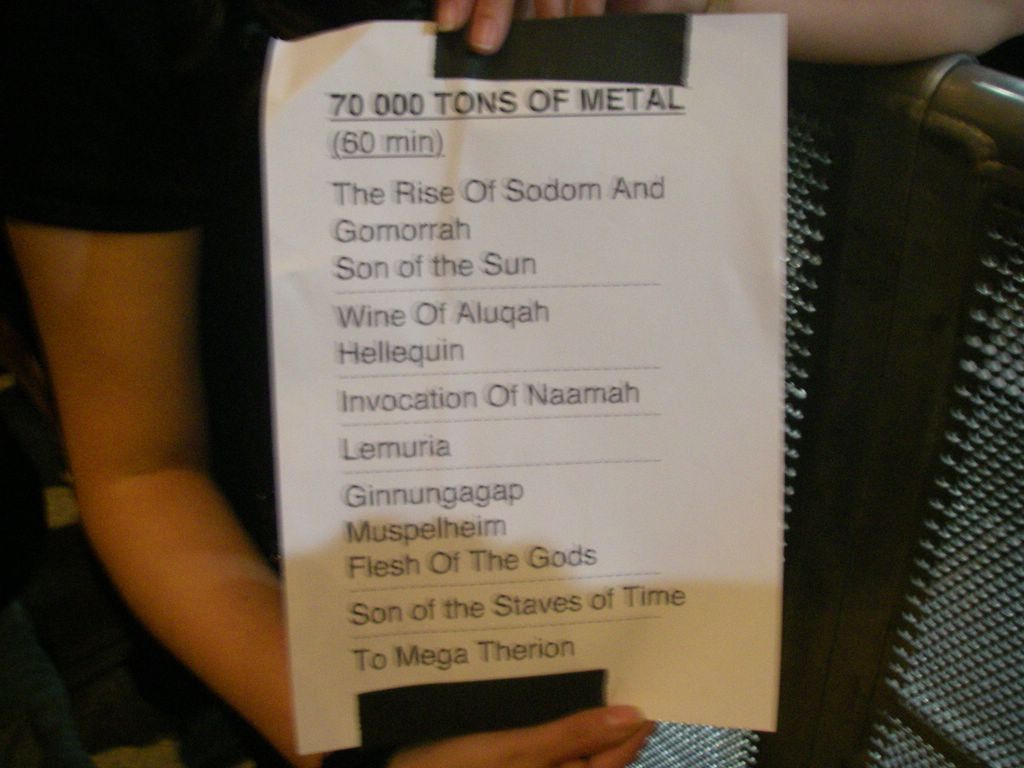 70 000 TONS OF METAL
(60 min)
The Rise Of Sodom And
Gomorrah
Son of the Sun
Wine Of Aluqah
Hellequin
Invocation Of Naamah
Lemuria
Ginnungagap
Muspelheim
Flesh Of The Gods
Son of the Staves of Time
To Mega Therion